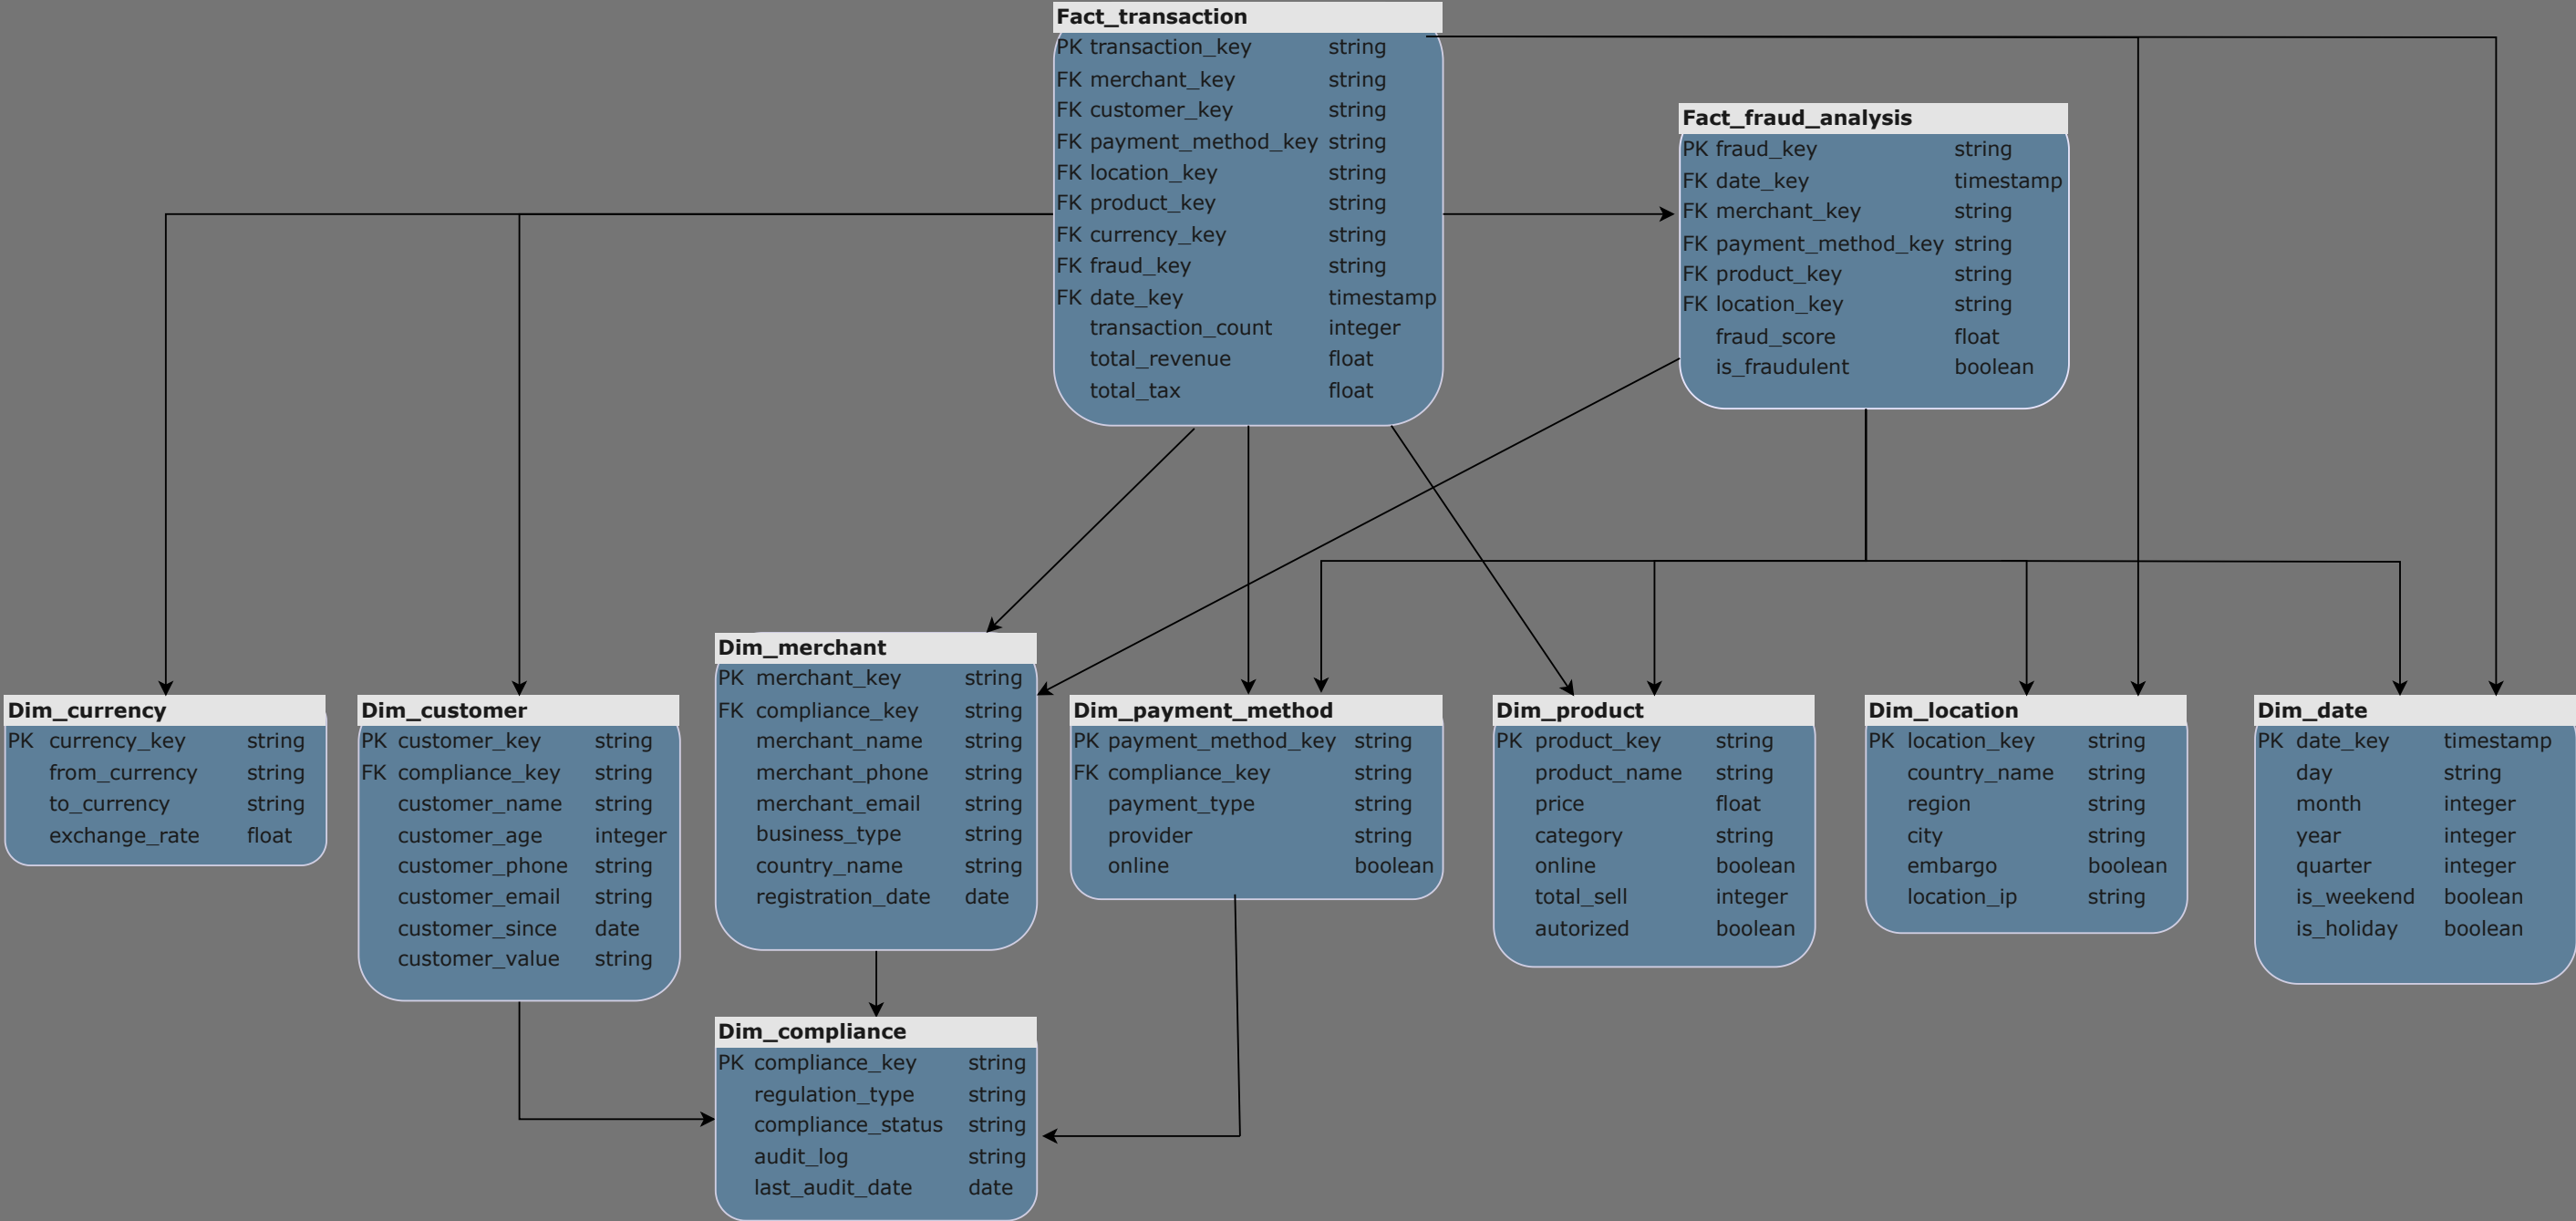 Fact_transaction
PK transaction_key string
FK merchant_key string
FK customer_key string
FK payment_method_key string
FK location_key string
FK product_key string
FK currency_key string
FK fraud_key string
FK date_key timestamp
transaction_count integer
total_revenue float
total_tax float
Fact_fraud_analysis
PK fraud_key string
FK date_key timestamp
FK merchant_key string
FK payment_method_key string
FK product_key string
FK location_key string
fraud_score float
is_fraudulent boolean
Dim_currency
PK currency_key string
from_currency string
to_currency string
exchange_rate float
Dim_customer
PK customer_key string
FK compliance_key string
customer_name string
customer_age integer
customer_phone string
customer_email string
customer_since date
customer_value string
Dim_merchant
PK merchant_key string
FK compliance_key string
merchant_name string
merchant_phone string
merchant_email string
business_type string
country_name string
registration_date date
Dim_payment_method
PK payment_method_key string
FK compliance_key string
payment_type string
provider string
online boolean
Dim_product
PK product_key string
product_name string
price float
category string
online boolean
total_sell integer
autorized boolean
Dim_location
PK location_key string
country_name string
region string
city string
embargo boolean
location_ip string
Dim_date
PK date_key timestamp
day string
month integer
year integer
quarter integer
is_weekend boolean
is_holiday boolean
Dim_compliance
PK compliance_key string
regulation_type string
compliance_status string
audit_log string
last_audit_date date